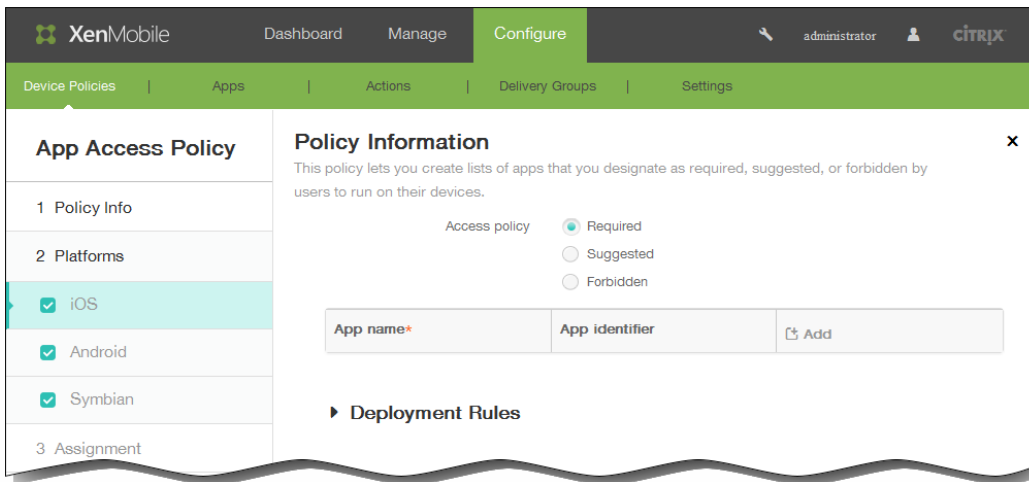 XenMobile Dashboard Manage Configure administrator CİTRIX
Device Policies | Apps | Actions | Delivery Groups | Settings
App Access Policy
1 Policy Info
2 Platforms
iOS
Android
Symbian
3 Assignment
Policy Information
This policy lets you create lists of apps that you designate as required, suggested, or forbidden by
users to run on their devices.
Access policy Required
Suggested
Forbidden
App name* App identifier Add
Deployment Rules